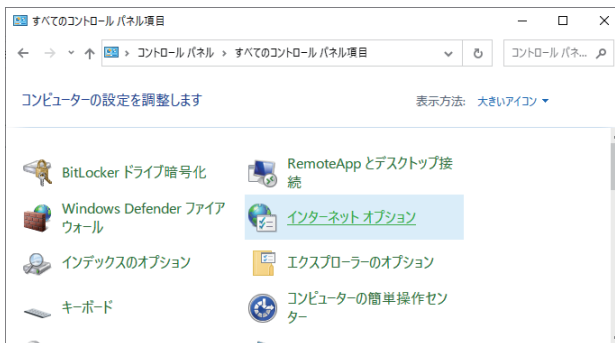 すべてのコントロール パネル項目
コントロール パネル › すべてのコントロール パネル項目
コントロール パネ...
コンピューターの設定を調整します
表示方法: 大きいアイコン
BitLocker ドライブ暗号化
RemoteApp とデスクトップ接
続
Windows Defender ファイア
ウォール
インターネット オプション
インデックスのオプション
エクスプローラーのオプション
キーボード
コンピューターの簡単操作セン
ター